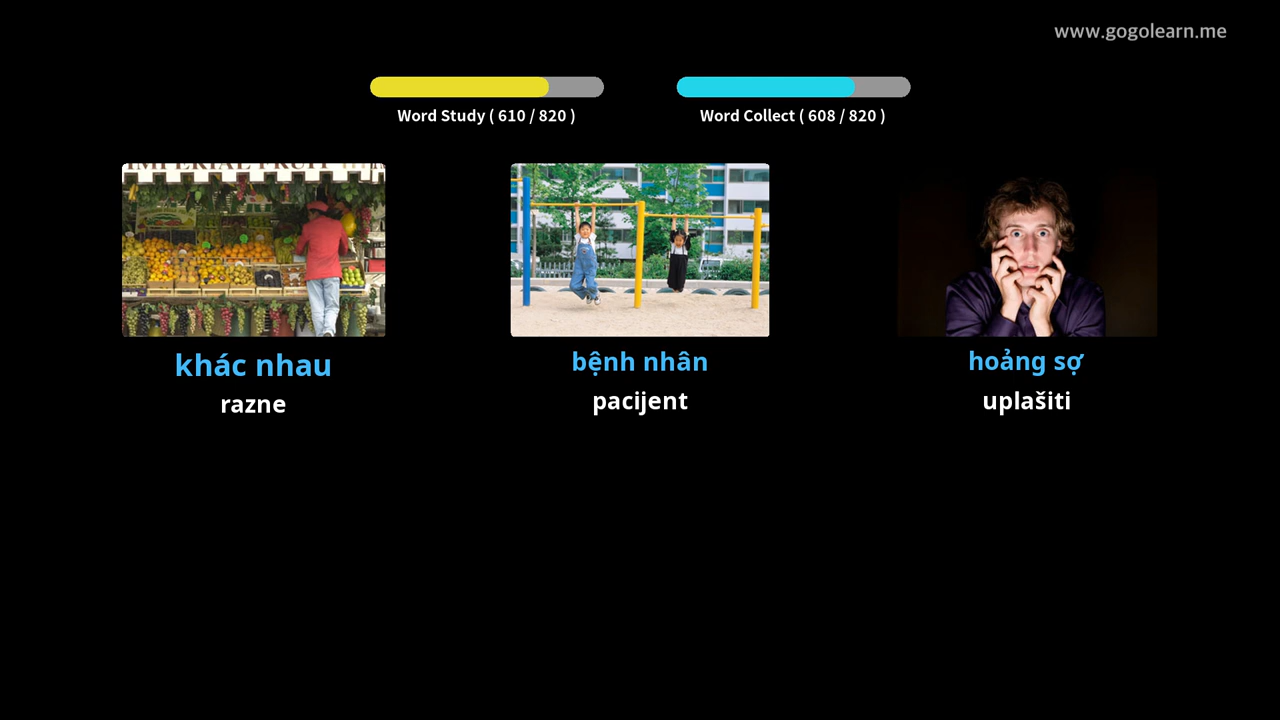 www.gogolearn.me
Word Study ( 610 / 820 )
Word Collect ( 608 / 820 )
khác nhau
razne
bệnh nhân
pacijent
hoảng sợ
uplašiti